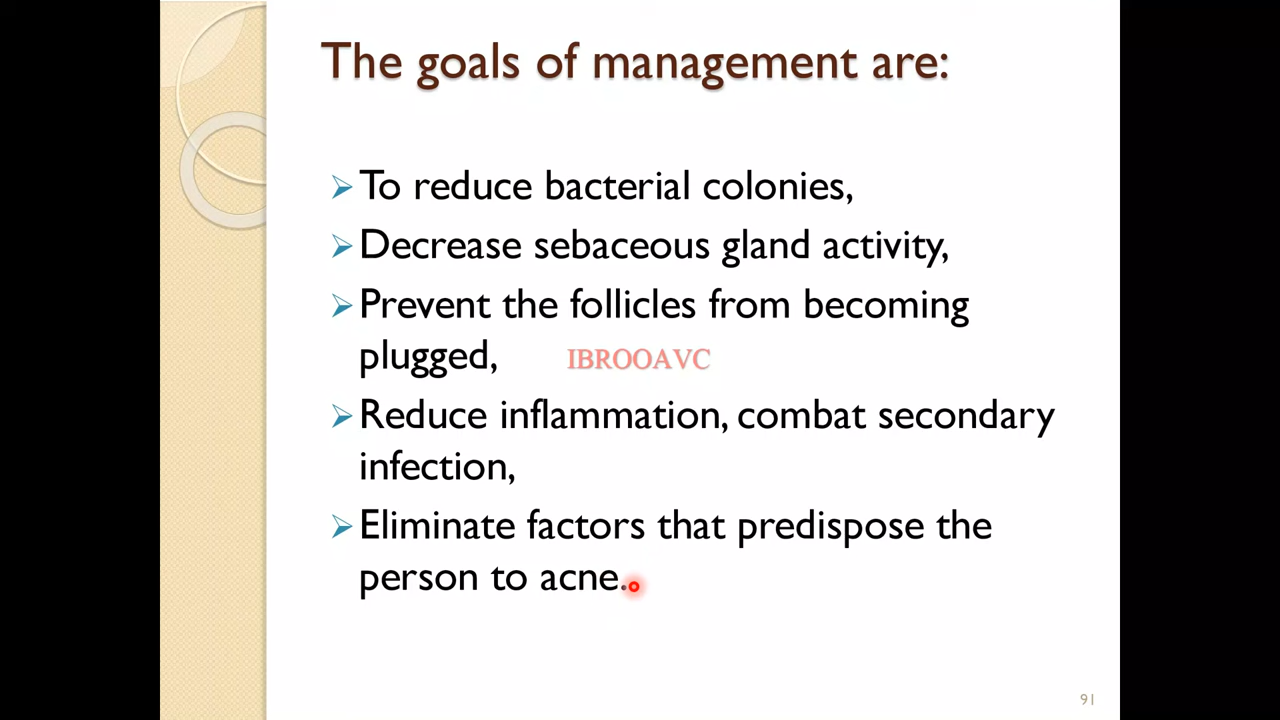 The goals of management are:
To reduce bacterial colonies,
Decrease sebaceous gland activity,
Prevent the follicles from becoming
plugged,
IBROOAVC
Reduce inflammation, combat secondary
infection,
Eliminate factors that predispose the
person to acne.
91